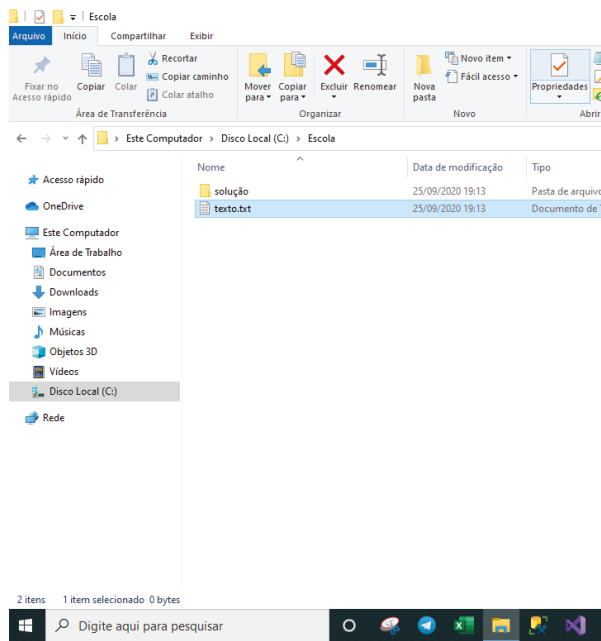 Escola
Arquivo Início Compartilhar Exibir
Fixar no Acesso rápido
Copiar
Colar
Recortar
Copiar caminho
Colar atalho
Mover para
Copiar para
Excluir
Renomear
Nova pasta
Novo item
Fácil acesso
Propriedades
Área de Transferência Organizar Novo Abrir
Este Computador > Disco Local (C:) > Escola
Nome Data de modificação Tipo
solução 25/09/2020 19:13 Pasta de arquivo
texto.txt 25/09/2020 19:13 Documento de
Acesso rápido
OneDrive
Este Computador
Área de Trabalho
Documentos
Downloads
Imagens
Músicas
Objetos 3D
Vídeos
Disco Local (C:)
Rede
2 itens 1 item selecionado 0 bytes
Digite aqui para pesquisar